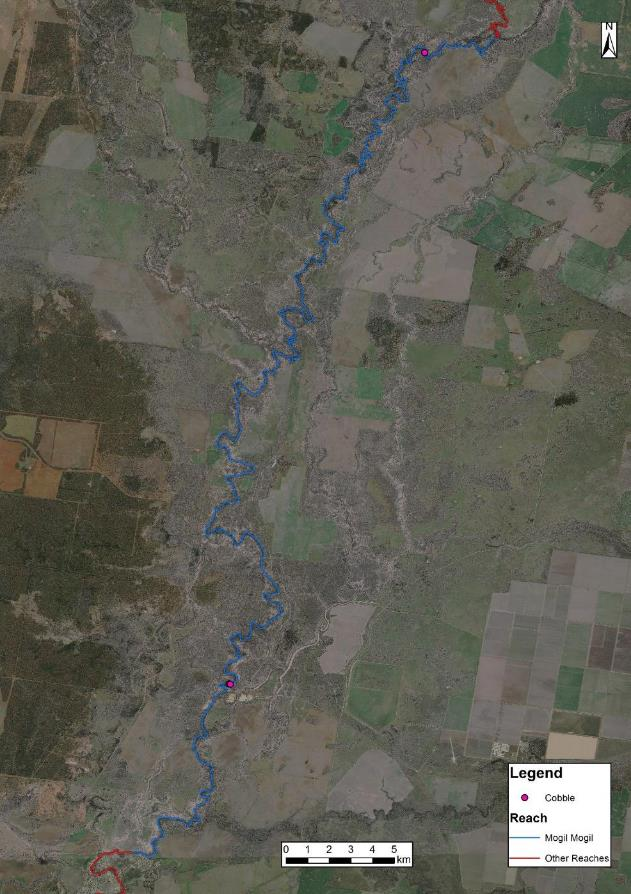 N
Legend
Cobble
Reach
Mogil Mogil
Other Reaches
0 1 2 3 4 5
km